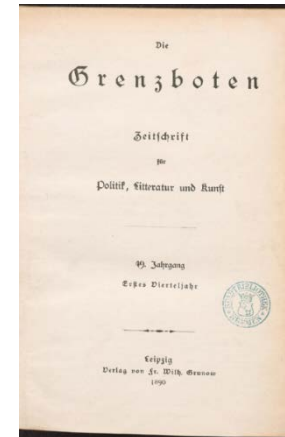 Die
Grenzboten
Zeitschrift
für
Politik, Litteratur und Kunst
49. Jahrgang
Erstes Vierteljahr
Leipzig
Verlag von Fr. Wilh. Grunow
1890